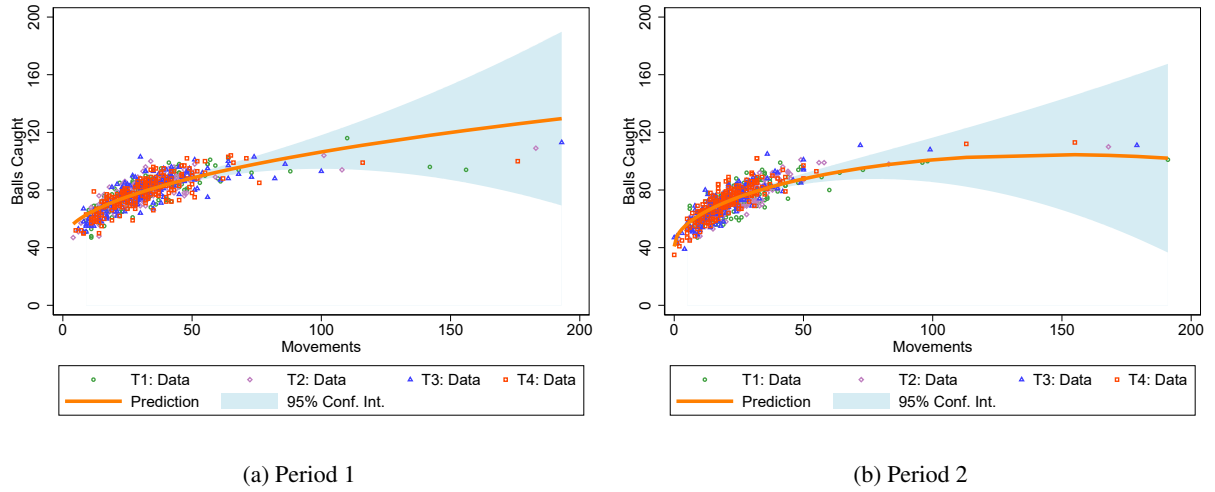 Balls Caught
200
160
120
80
40
0
0 50 100 150 200
Movements
T1: Data T2: Data T3: Data T4: Data
Prediction 95% Conf. Int.
(a) Period 1
Balls Caught
200
160
120
80
40
0
0 50 100 150 200
Movements
T1: Data T2: Data T3: Data T4: Data
Prediction 95% Conf. Int.
(b) Period 2